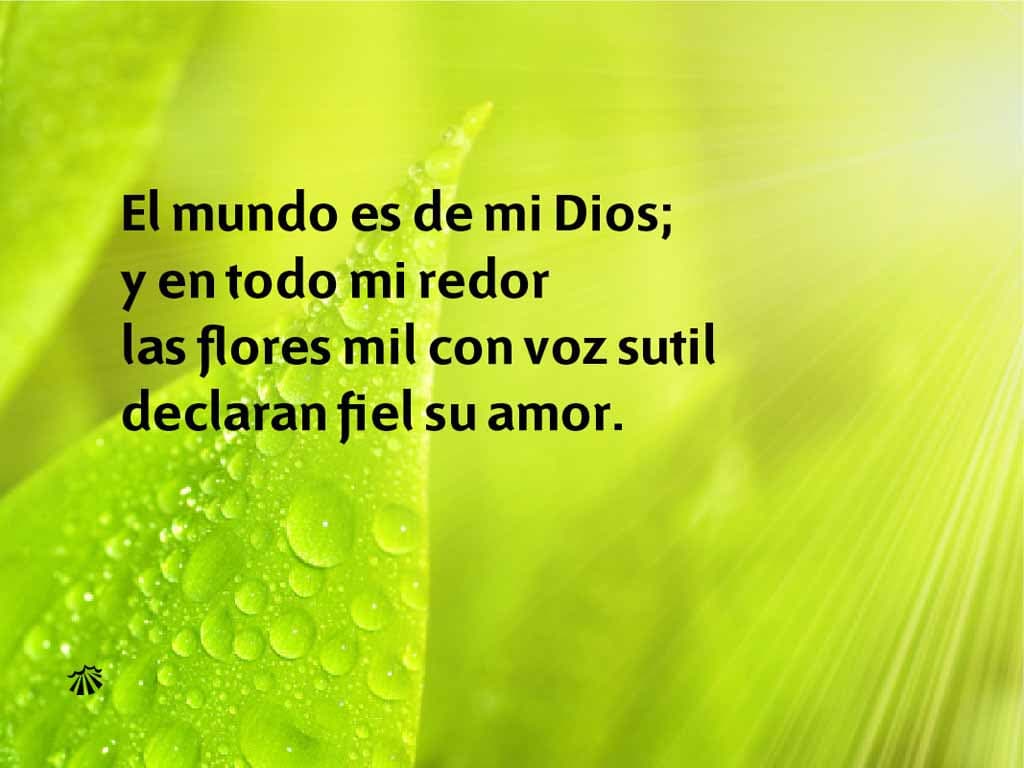 El mundo es de mi Dios;
y en todo mi redor
las flores mil con voz sutil
declaran fiel su amor.